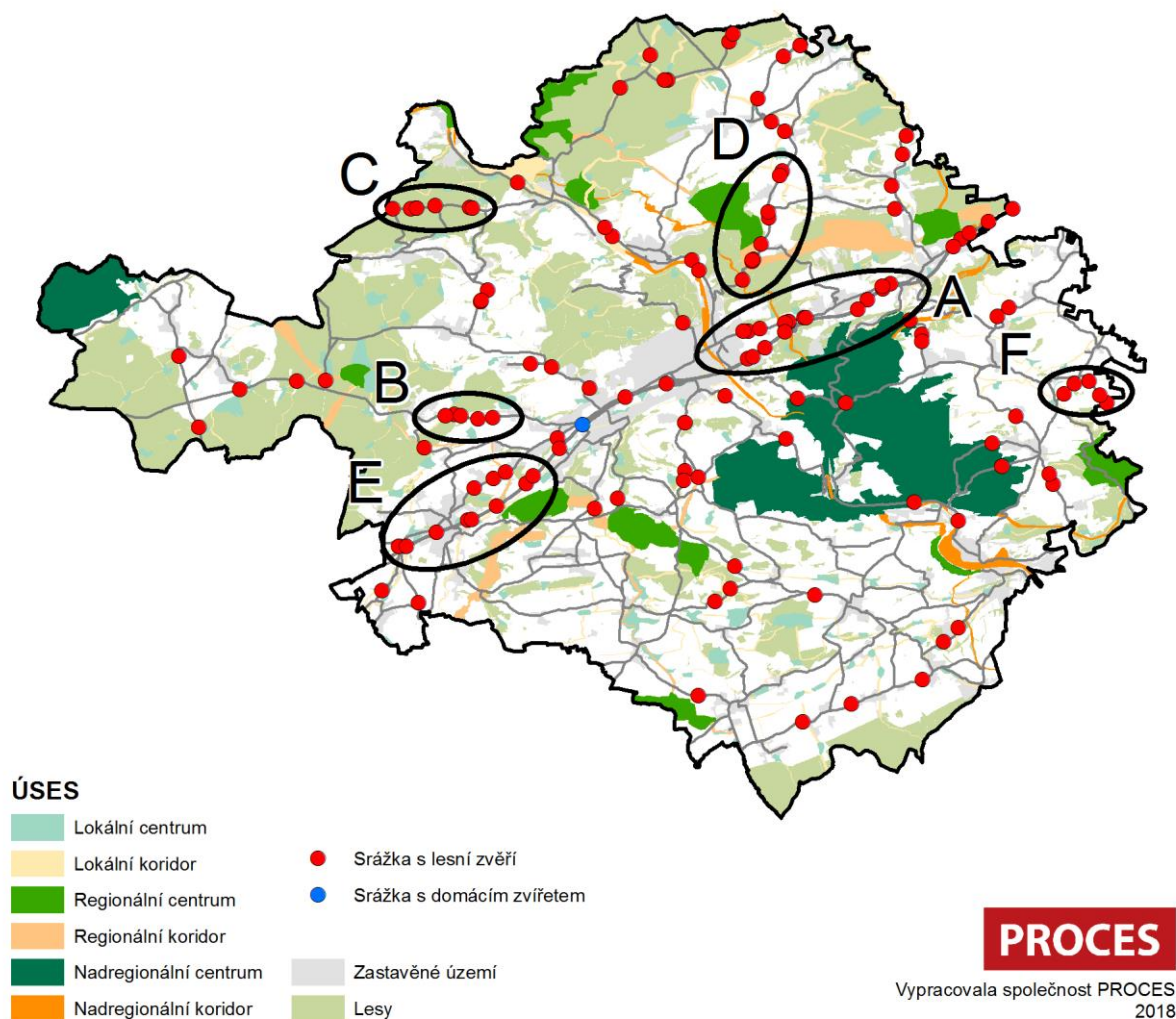 D
C
A
F
B
E
ÚSES
Lokální centrum
Lokální koridor
Regionální centrum
Regionální koridor
Nadregionální centrum
Nadregionální koridor
Srážka s lesní zvěří
Srážka s domácím zvířetem
Zastavěné území
Lesy
PROCES
Vypracovala společnost PROCES
2018